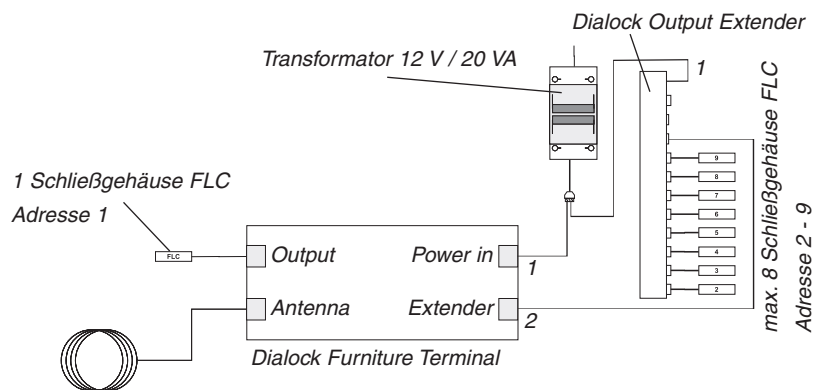 Dialock Output Extender
Transformator 12 V / 20 VA
1
1 Schließgehäuse FLC
Adresse 1
FLC
Output
Power in
1
Antenna
Extender
2
Dialock Furniture Terminal
9
8
7
6
5
4
3
2
max. 8 Schließgehäuse FLC
Adresse 2 - 9